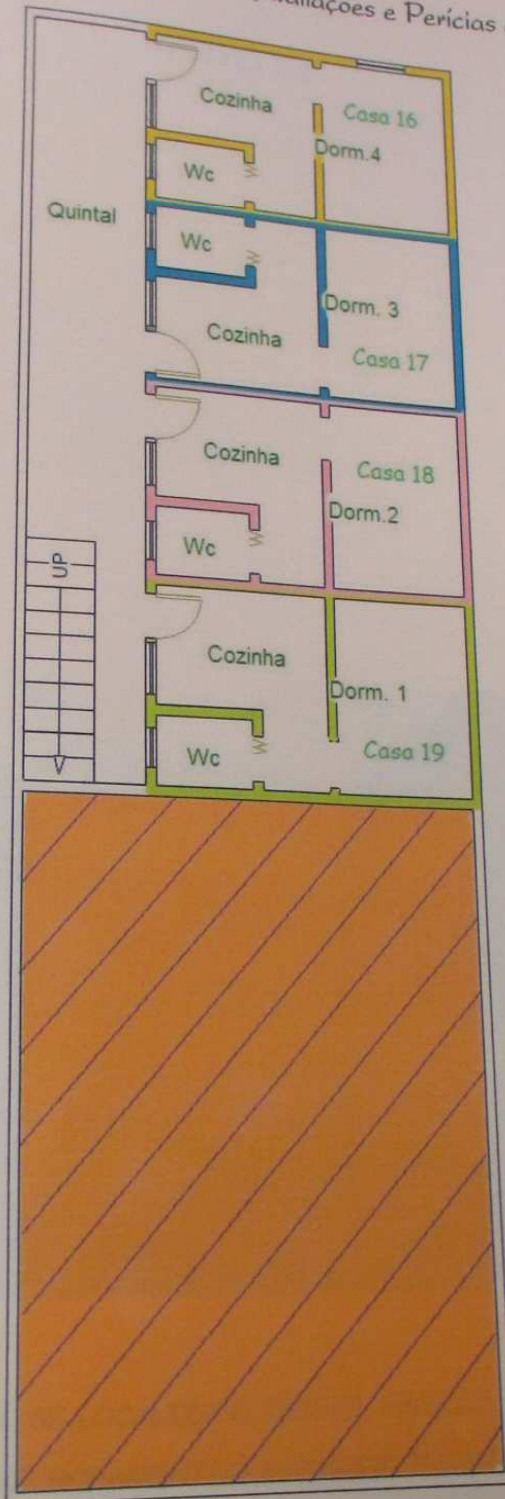 e Perícias
Cozinha
Casa 16
Dorm.4
Wc
Quintal
Wc
Dorm. 3
Cozinha
Casa 17
Cozinha
Casa 18
Dorm.2
Wc
UP
Cozinha
Dorm. 1
Casa 19
Wc